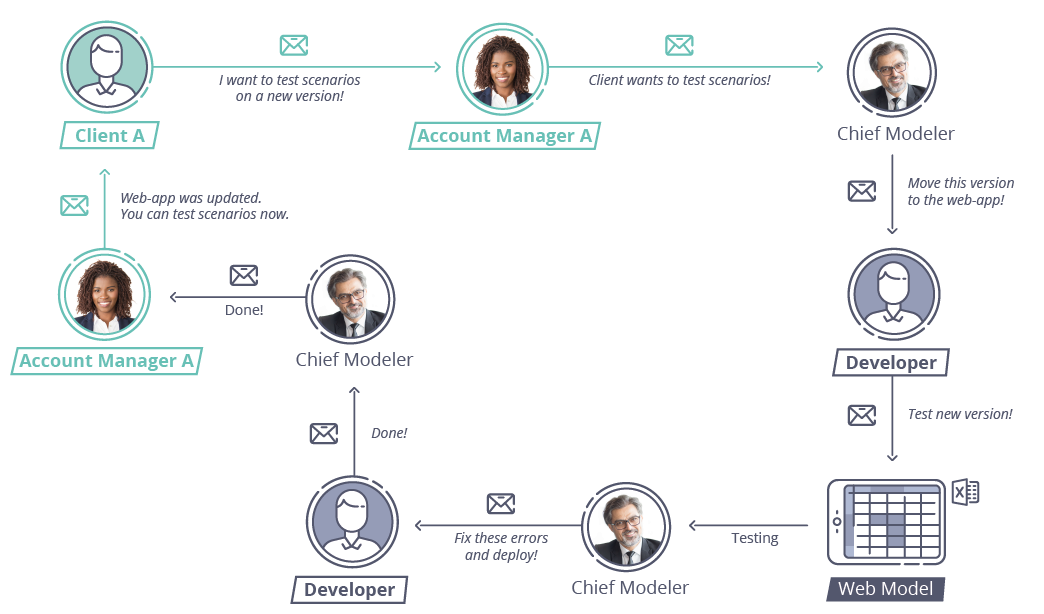 I want to test scenarios
on a new version!
Client wants to test scenarios!
Client A
Account Manager A
Chief Modeler
Web-app was updated.
You can test scenarios now.
Move this version
to the web-app!
Done!
Account Manager A
Chief Modeler
Developer
Done!
Test new version!
X
Fix these errors
and deploy!
Testing
Developer
Chief Modeler
Web Model